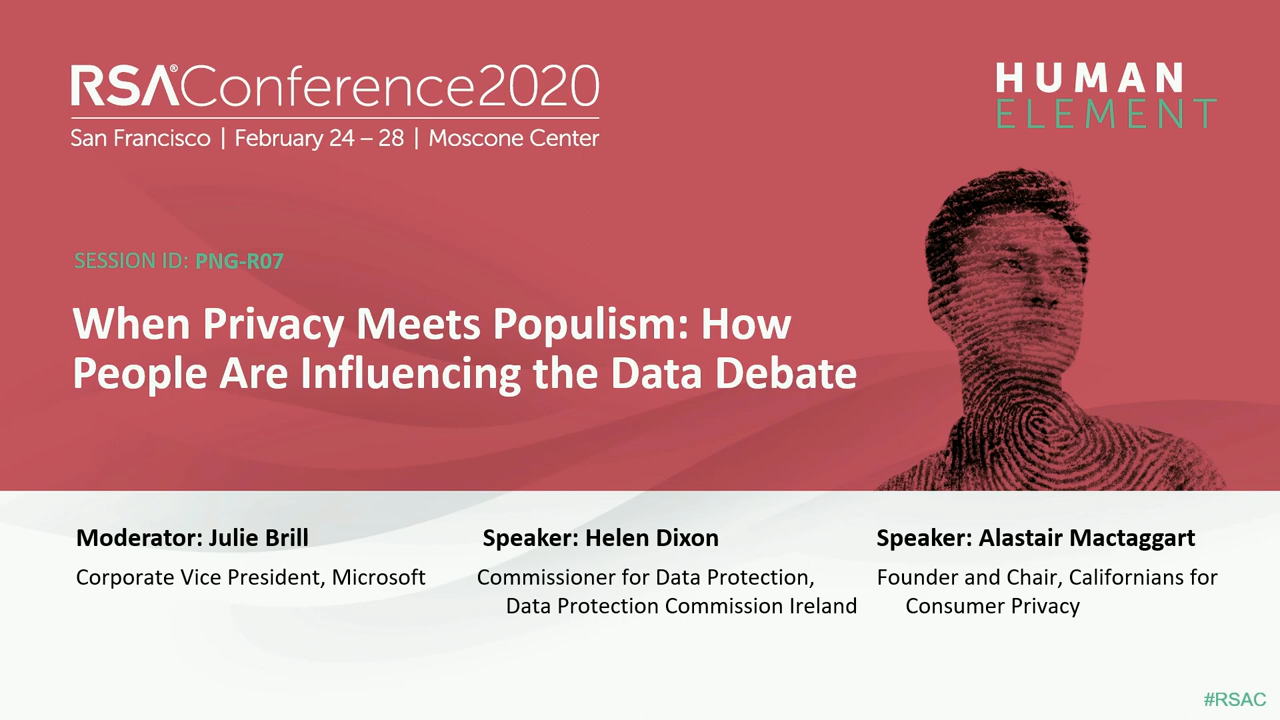 RSA®Conference2020
San Francisco | February 24 – 28 | Moscone Center
HUMAN
ELEMENT
SESSION ID: PNG-R07
When Privacy Meets Populism: How
People Are Influencing the Data Debate
Moderator: Julie Brill
Corporate Vice President, Microsoft
Speaker: Helen Dixon
Commissioner for Data Protection,
Data Protection Commission Ireland
Speaker: Alastair Mactaggart
Founder and Chair, Californians for
Consumer Privacy
#RSAC